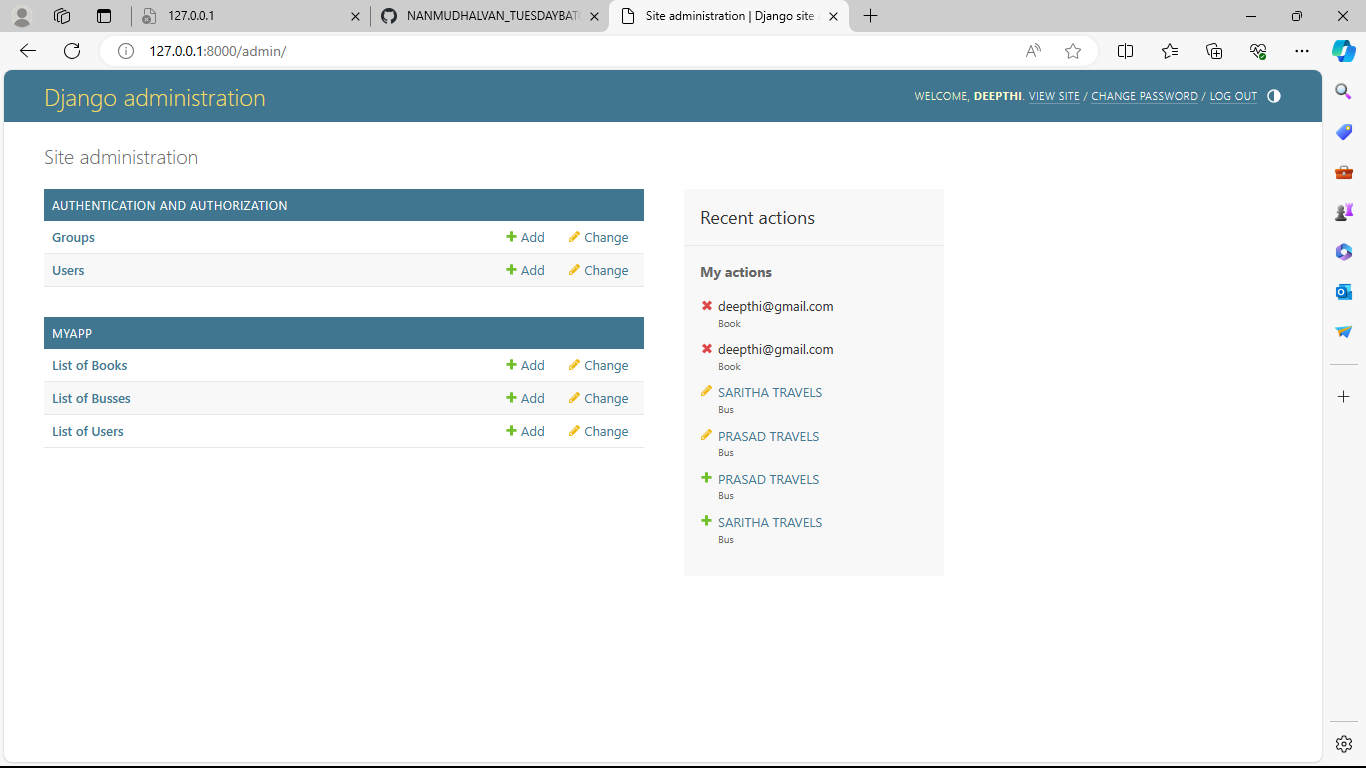 127.0.0.1
NANMUDHALVAN_TUESDAYBAT
Site administration | Django site
127.0.0.1:8000/admin/
Django administration
WELCOME, DEEPTHI. VIEW SITE / CHANGE PASSWORD / LOG OUT
Site administration
AUTHENTICATION AND AUTHORIZATION
Groups Add Change
Users Add Change
MYAPP
List of Books Add Change
List of Busses Add Change
List of Users Add Change
Recent actions
My actions
deepthi@gmail.com
Book
deepthi@gmail.com
Book
SARITHA TRAVELS
Bus
PRASAD TRAVELS
Bus
PRASAD TRAVELS
Bus
SARITHA TRAVELS
Bus